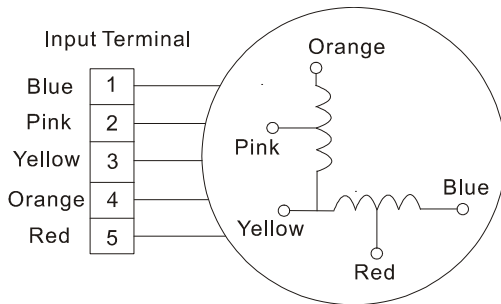 Input Terminal
Blue 1
Pink 2
Yellow 3
Orange 4
Red 5
Orange
Pink
Yellow
Blue
Red